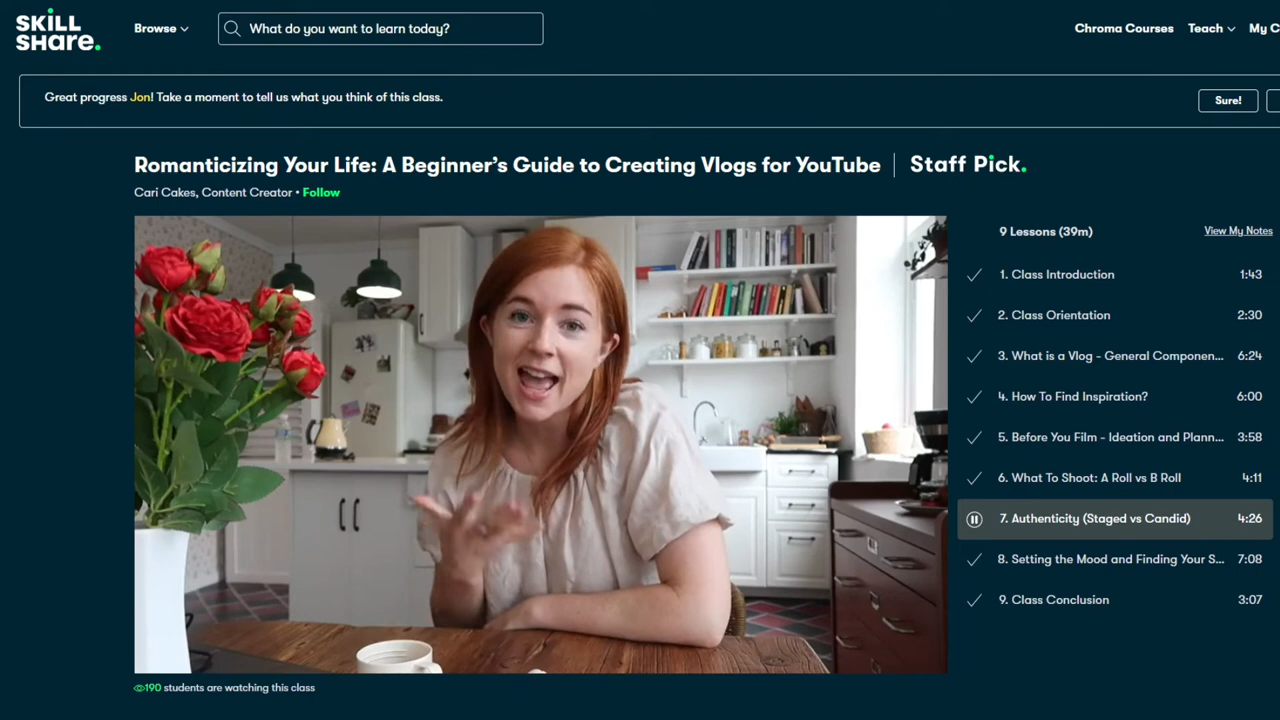 SKILL
SHare.
Browse
What do you want to learn today?
Chroma Courses
Teach
My C
Great progress Jon! Take a moment to tell us what you think of this class.
Sure!
Romanticizing Your Life: A Beginner’s Guide to Creating Vlogs for YouTube
Staff Pick.
Cari Cakes, Content Creator • Follow
9 Lessons (39m)
View My Notes
1. Class Introduction 1:43
2. Class Orientation 2:30
3. What is a Vlog - General Componen... 6:24
4. How To Find Inspiration? 6:00
5. Before You Film - Ideation and Plann... 3:58
6. What To Shoot: A Roll vs B Roll 4:11
7. Authenticity (Staged vs Candid) 4:26
8. Setting the Mood and Finding Your S... 7:08
9. Class Conclusion 3:07
190 students are watching this class